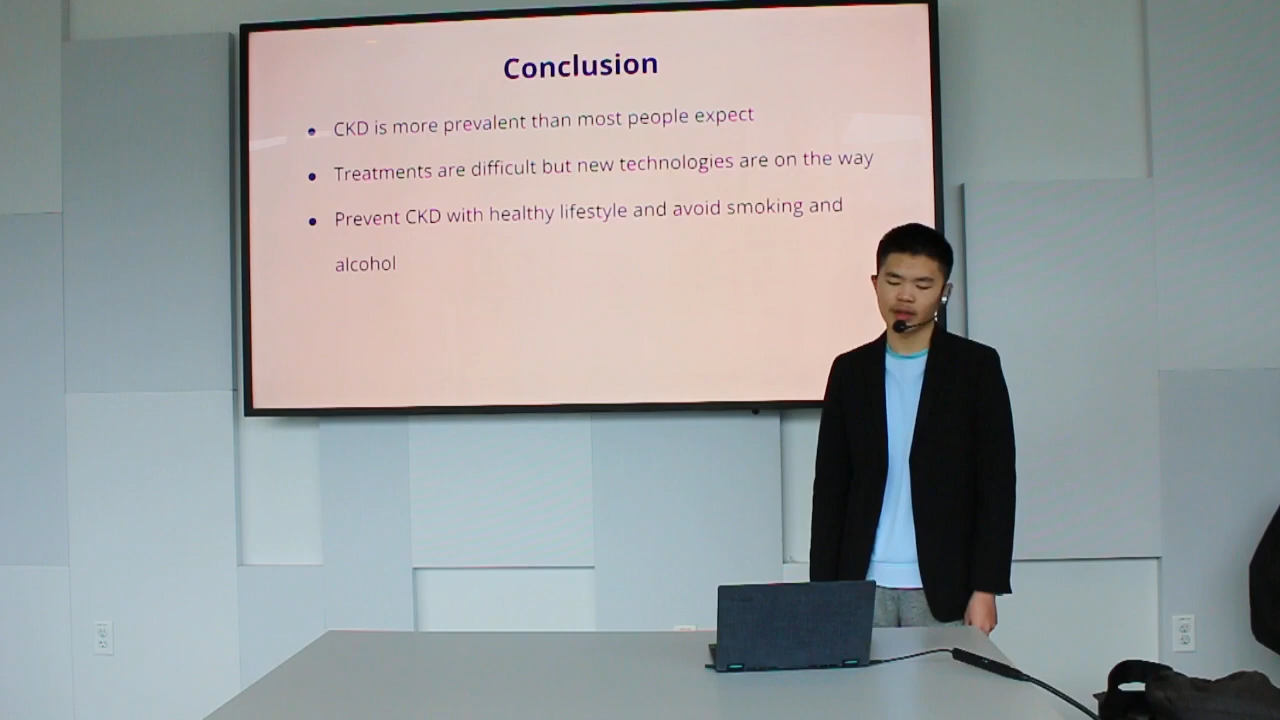 Conclusion
• CKD is more prevalent than most people expect
• Treatments are difficult but new technologies are on the way
• Prevent CKD with healthy lifestyle and avoid smoking and
alcohol